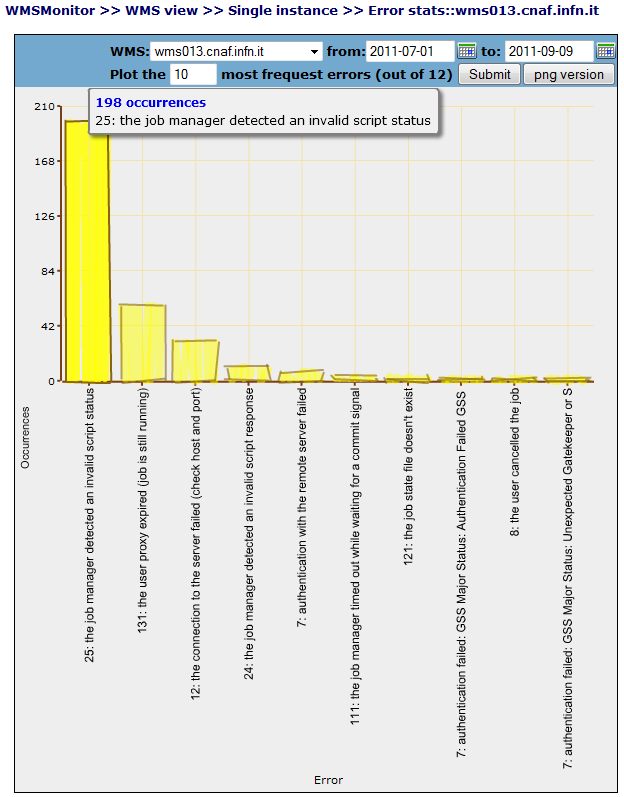 WMSMonitor >> WMS view >> Single instance >> Error stats::wms013.cnaf.infn.it
WMS: wms013.cnaf.infn.it from: 2011-07-01 to: 2011-09-09
Plot the 10 most frequest errors (out of 12) Submit png version
198 occurrences
25: the job manager detected an invalid script status
210
168
126
84
42
0
Occurrences
25: the job manager detected an invalid script status
131: the user proxy expired (job is still running)
12: the connection to the server failed (check host and port)
24: the job manager detected an invalid script response
7: authentication with the remote server failed
111: the job manager timed out while waiting for a commit signal
121: the job state file doesn't exist
7: authentication failed: GSS Major Status: Authentication Failed GSS
8: the user cancelled the job
7: authentication failed: GSS Major Status: Unexpected Gatekeeper or S
Error